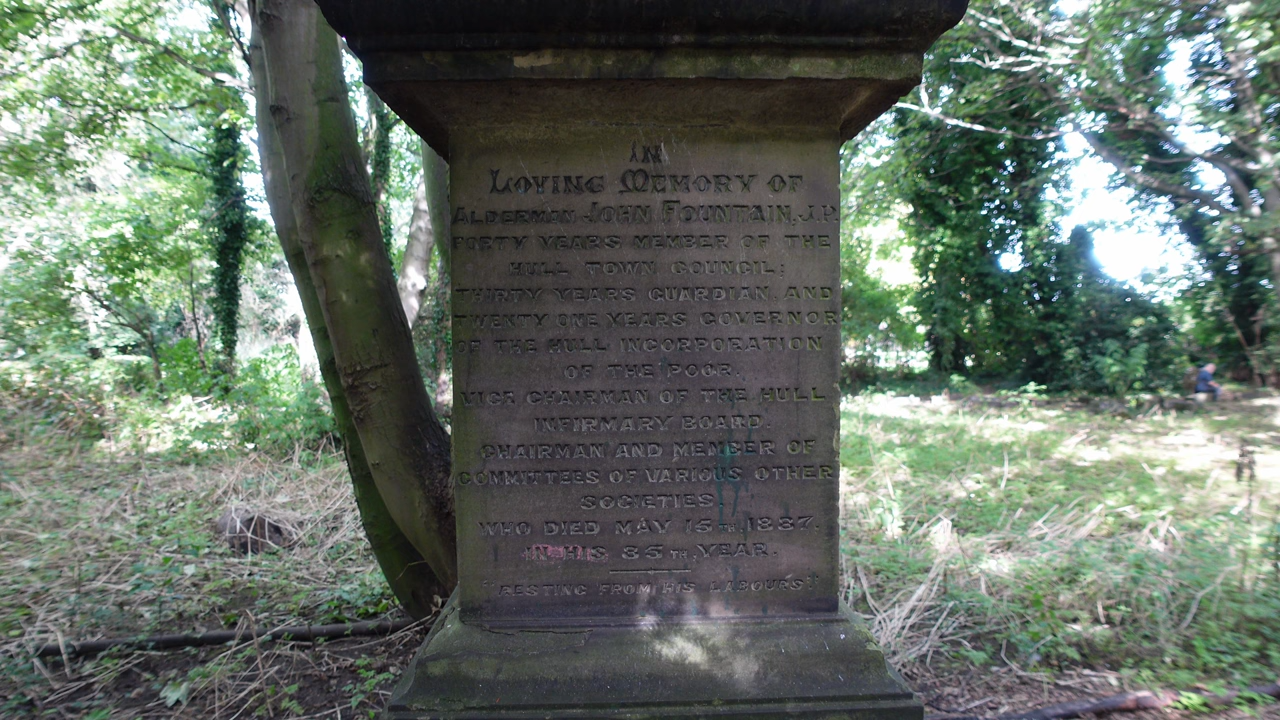 IN
LOVING MEMORY OF
ALDERMAN JOHN FOUNTAIN, J.P.
FORTY YEARS MEMBER OF THE
HULL TOWN COUNCIL;
THIRTY YEARS GUARDIAN, AND
TWENTY ONE YEARS GOVERNOR
OF THE HULL INCORPORATION
OF THE POOR.
VICE CHAIRMAN OF THE HULL
INFIRMARY BOARD.
CHAIRMAN AND MEMBER OF
COMMITTEES OF VARIOUS OTHER
SOCIETIES
WHO DIED MAY 15TH, 1887.
IN HIS 85TH YEAR.
"RESTING FROM HIS LABOURS"